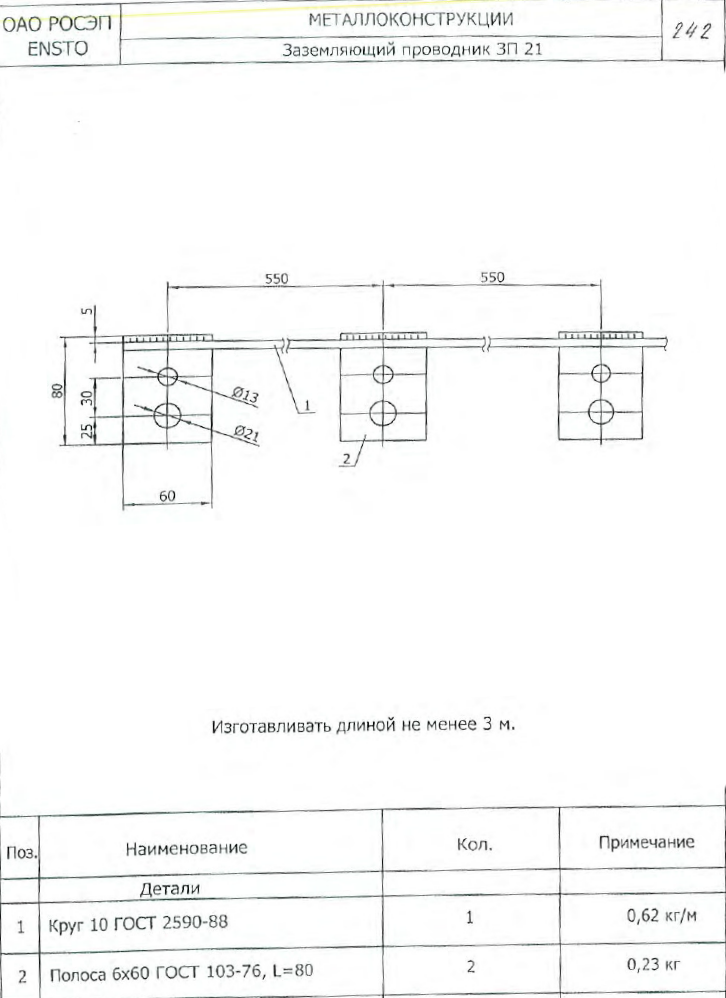 ОАО РОСЭП
ENSTO
МЕТАЛЛОКОНСТРУКЦИИ
Заземляющий проводник ЗП 21
242
550
550
5
80
30
25
Ø13
Ø21
1
2
60
Изготавливать длиной не менее 3 м.
Поз. Наименование Кол. Примечание
Детали
1 Круг 10 ГОСТ 2590-88 1 0,62 кг/м
2 Полоса 6х60 ГОСТ 103-76, L=80 2 0,23 кг